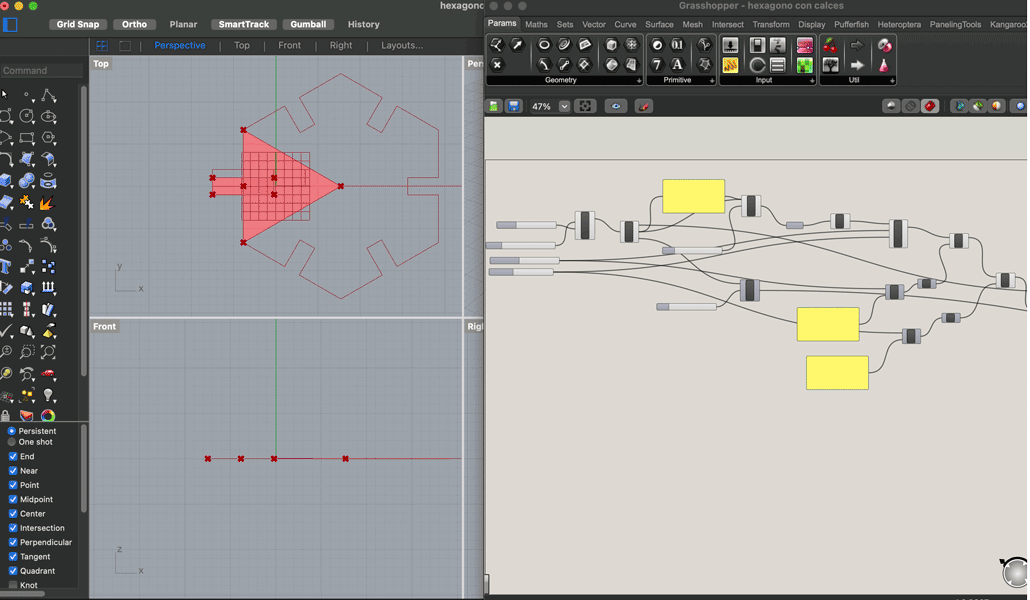 hexagono
Grid Snap Ortho Planar SmartTrack Gumball History
Perspective Top Front Right Layouts...
Command
Top
Per
y
x
Front
Rig
z
x
Persistent
One shot
End
Near
Point
Midpoint
Center
Intersection
Perpendicular
Tangent
Quadrant
Knot
Grasshopper - hexagono con calces
Params Maths Sets Vector Curve Surface Mesh Intersect Transform Display Pufferfish Heteroptera PanelingTools Kangaroo
Geometry Primitive Input Util
47%